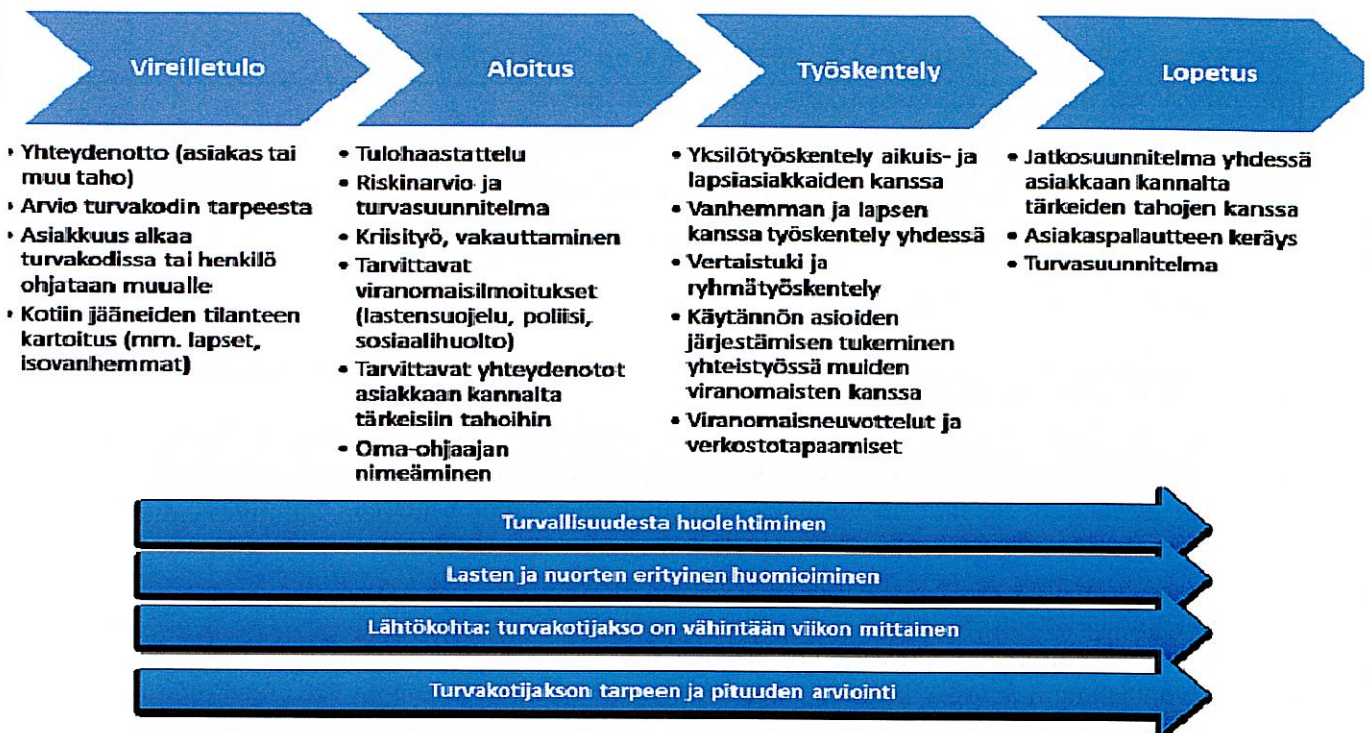 Vireilletulo
Aloitus
Työskentely
Lopetus
• Yhteydenotto (asiakas tai
muu taho)
• Arvio turvakodin tarpeesta
• Asiakkuus alkaa
turvakodissa tai henkilö
ohjataan muualle
• Kotiin jääneiden tilanteen
kartoitus (mm. lapset,
isovanhemmat)
• Tulohaastattelu
• Riskinarvio ja
turvasuunnitelma
• Kriisityö, vakauttaminen
• Tarvittavat
viranomaisilmoitukset
(lastensuojelu, poliisi,
sosiaalihuolto)
• Tarvittavat yhteydenotot
asiakkaan kannalta
tärkeisiin tahoihin
• Oma-ohjaajan
nimeäminen
• Yksilötyöskentely aikuis- ja
lapsiasiakkaiden kanssa
• Vanhemman ja lapsen
kanssa työskentely yhdessä
• Vertaistuki ja
ryhmätyöskentely
• Käytännön asioiden
järjestämisen tukeminen
yhteistyössä muiden
viranomaisten kanssa
• Viranomaisneuvottelut ja
verkostotapaamiset
• Jatkosuunnitelma yhdessä
asiakkaan kannalta
tärkeiden tahojen kanssa
• Asiakaspalautteen keräys
• Turvasuunnitelma
Turvallisuudesta huolehtiminen
Lasten ja nuorten erityinen huomioiminen
Lähtökohta: turvakotijakso on vähintään viikon mittainen
Turvakotijakson tarpeen ja pituuden arviointi